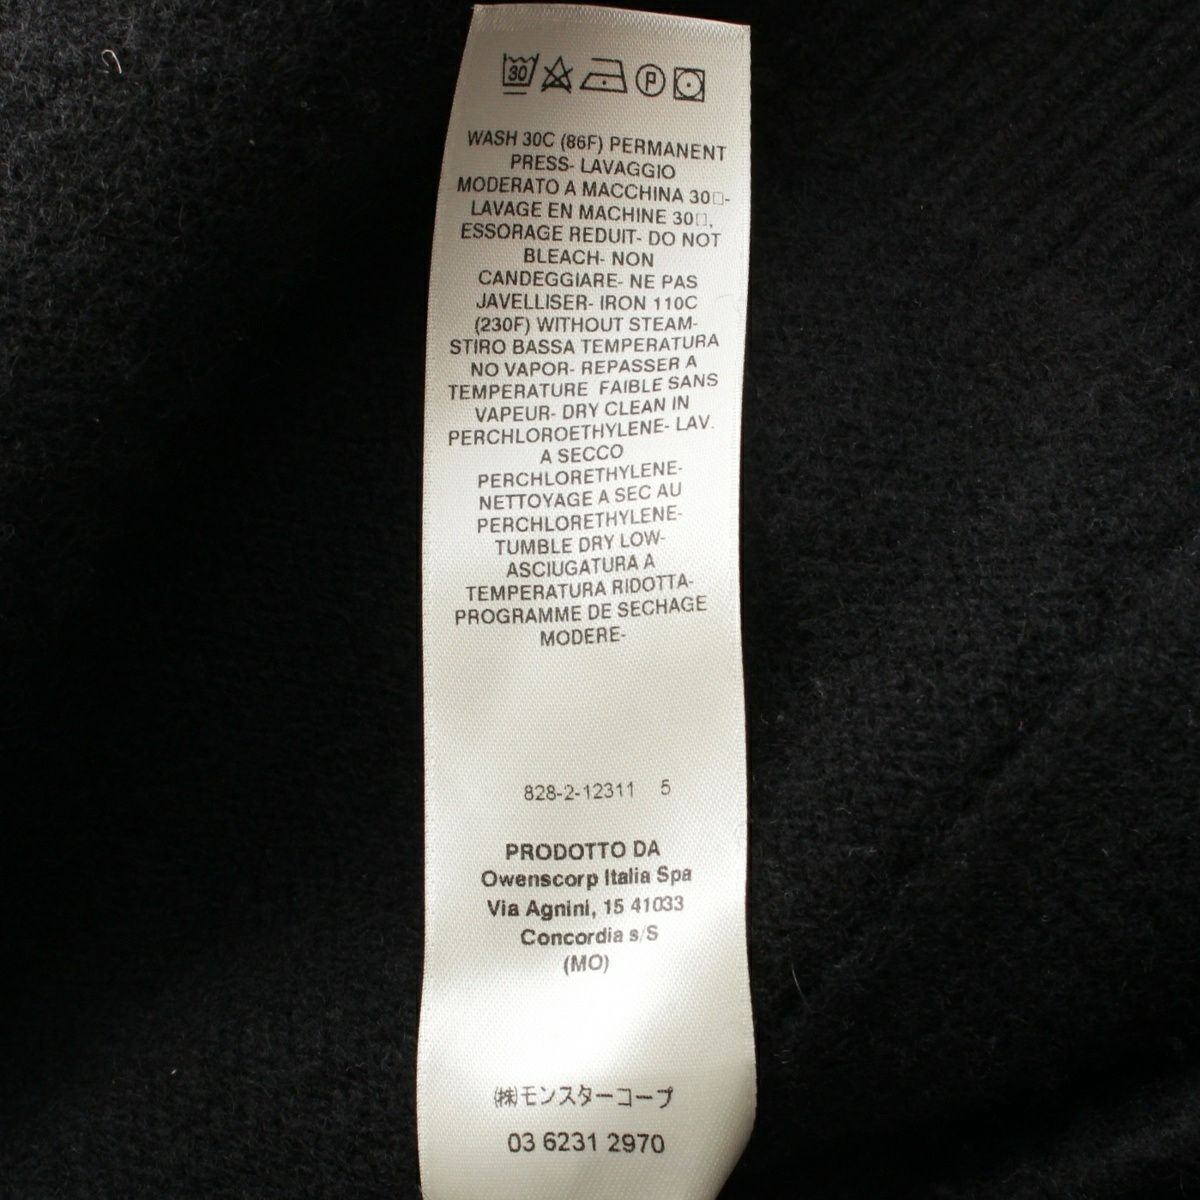 30
P
WASH 30C (86F) PERMANENT
PRESS- LAVAGGIO
MODERATO A MACCHINA 30□-
LAVAGE EN MACHINE 30□,
ESSORAGE REDUIT- DO NOT
BLEACH- NON
CANDEGGIARE- NE PAS
JAVELLISER- IRON 110C
(230F) WITHOUT STEAM-
STIRO BASSA TEMPERATURA
NO VAPOR- REPASSER A
TEMPERATURE FAIBLE SANS
VAPEUR- DRY CLEAN IN
PERCHLOROETHYLENE- LAV.
A SECCO
PERCHLORETHYLENE-
NETTOYAGE A SEC AU
PERCHLORETHYLENE-
TUMBLE DRY LOW-
ASCIUGATURA A
TEMPERATURA RIDOTTA-
PROGRAMME DE SECHAGE
MODERE-
828-2-12311 5
PRODOTTO DA
Owenscorp Italia Spa
Via Agnini, 15 41033
Concordia s/S
(MO)
㈱モンスターコープ
03 6231 2970